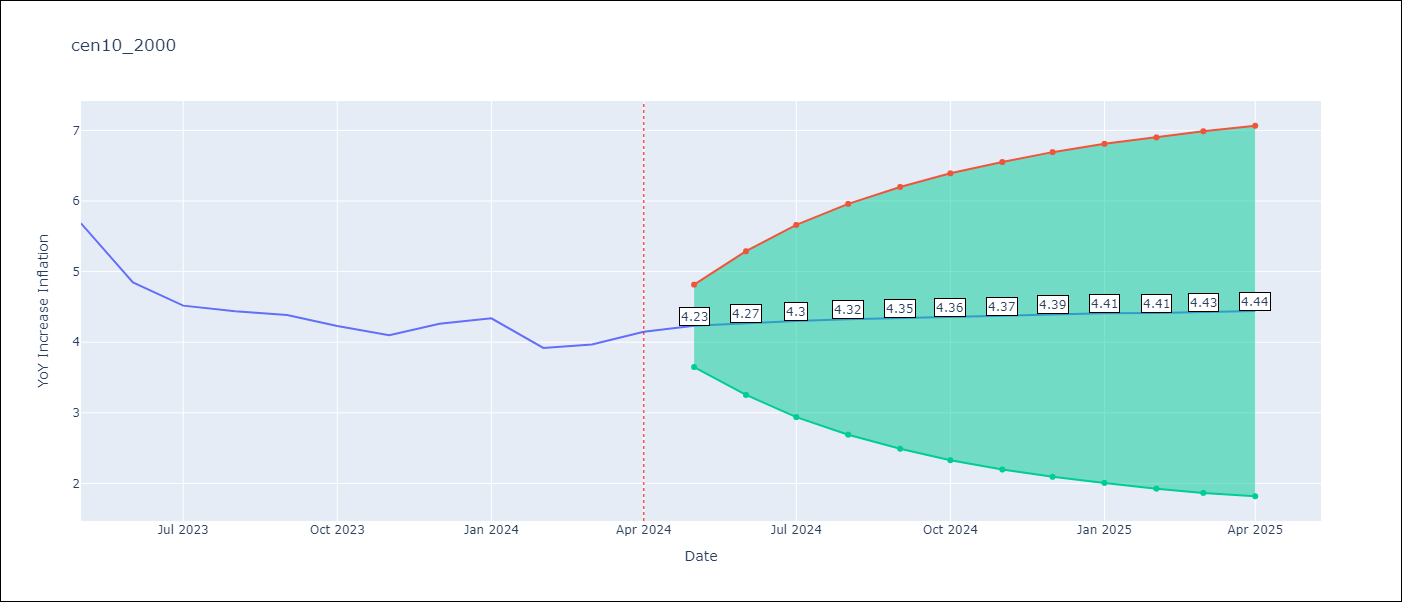 cen10_2000
YoY Increase Inflation
7
6
5
4
3
2
4.23
4.27
4.3
4.32
4.35
4.36
4.37
4.39
4.41
4.41
4.43
4.44
Jul 2023
Oct 2023
Jan 2024
Apr 2024
Jul 2024
Oct 2024
Jan 2025
Apr 2025
Date